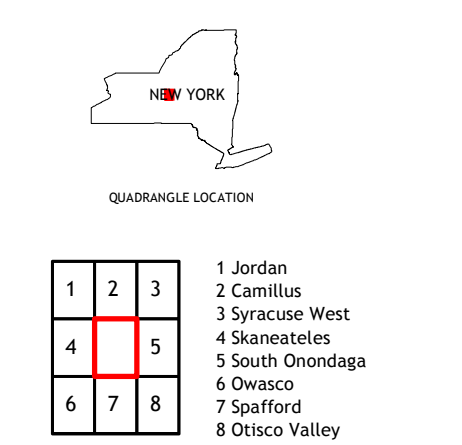 NEW YORK
QUADRANGLE LOCATION
1 2 3
4 5
6 7 8
1 Jordan
2 Camillus
3 Syracuse West
4 Skaneateles
5 South Onondaga
6 Owasco
7 Spafford
8 Otisco Valley